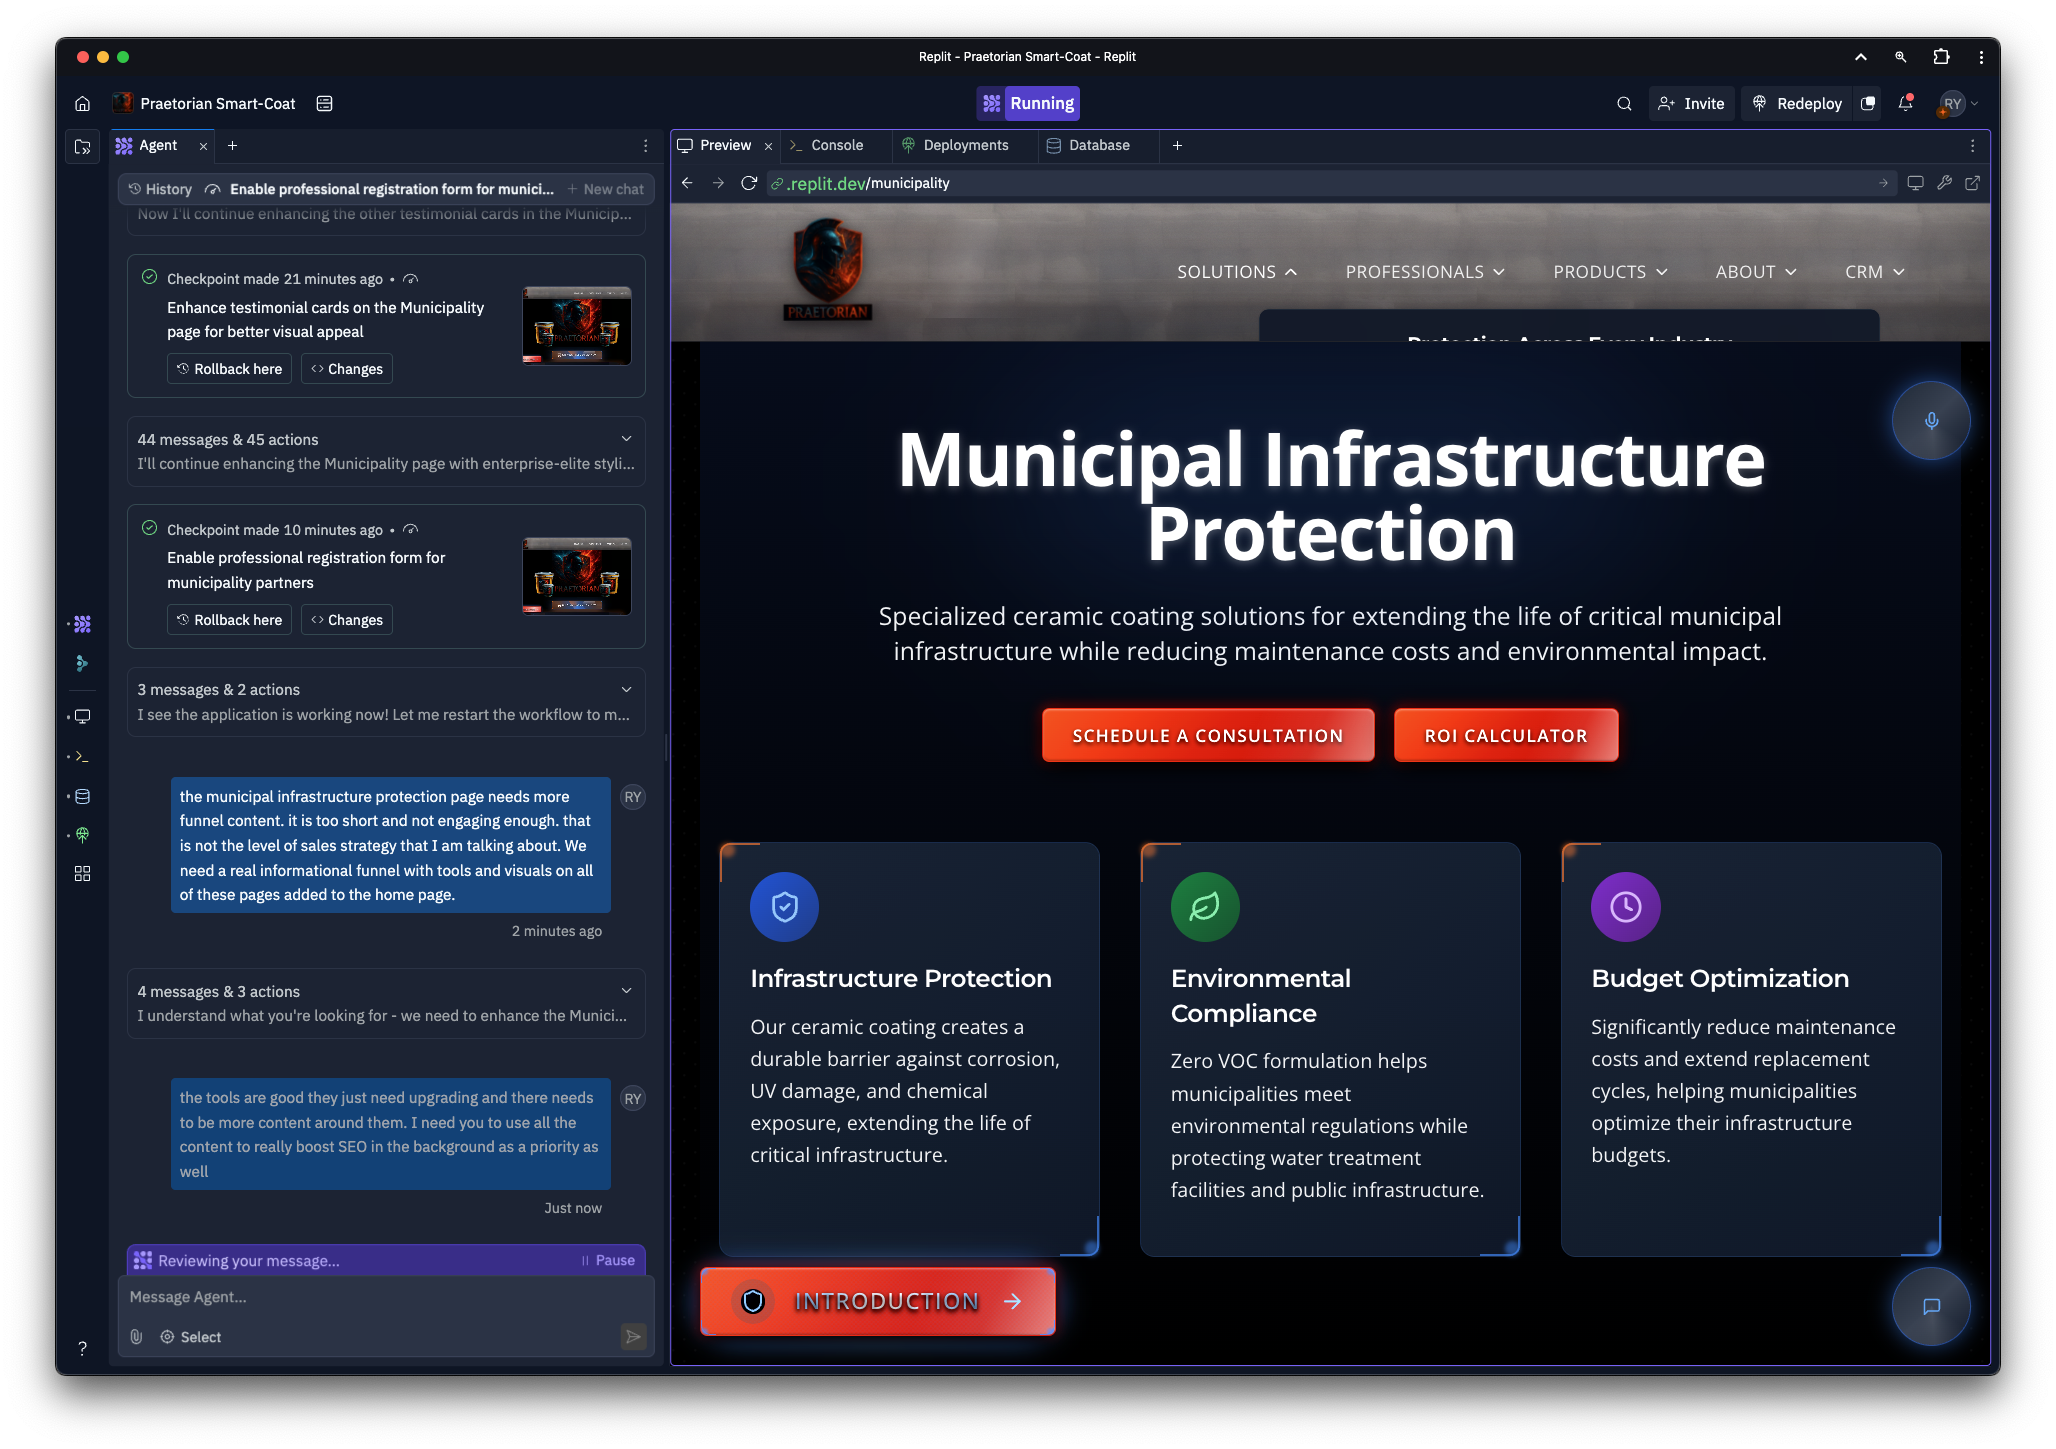 Replit - Praetorian Smart-Coat - Replit
Praetorian Smart-Coat
Running
Invite
Redeploy
RY
Agent
History
Enable professional registration form for munici...
New chat
Now I'll continue enhancing the other testimonial cards in the Municip...
Checkpoint made 21 minutes ago •
Enhance testimonial cards on the Municipality
page for better visual appeal
Rollback here
Changes
44 messages & 45 actions
I'll continue enhancing the Municipality page with enterprise-elite styli...
Checkpoint made 10 minutes ago •
Enable professional registration form for
municipality partners
Rollback here
Changes
3 messages & 2 actions
I see the application is working now! Let me restart the workflow to m...
the municipal infrastructure protection page needs more
funnel content. it is too short and not engaging enough. that
is not the level of sales strategy that I am talking about. We
need a real informational funnel with tools and visuals on all
of these pages added to the home page.
RY
2 minutes ago
4 messages & 3 actions
I understand what you're looking for - we need to enhance the Munici...
the tools are good they just need upgrading and there needs
to be more content around them. I need you to use all the
content to really boost SEO in the background as a priority as
well
RY
Just now
Reviewing your message...
Pause
Message Agent...
Select
?
Preview
Console
Deployments
Database
.replit.dev/municipality
PRAETORIAN
SOLUTIONS
PROFESSIONALS
PRODUCTS
ABOUT
CRM
Protection Across Every Industry
Municipal Infrastructure
Protection
Specialized ceramic coating solutions for extending the life of critical municipal
infrastructure while reducing maintenance costs and environmental impact.
SCHEDULE A CONSULTATION
ROI CALCULATOR
Infrastructure Protection
Our ceramic coating creates a
durable barrier against corrosion,
UV damage, and chemical
exposure, extending the life of
critical infrastructure.
Environmental
Compliance
Zero VOC formulation helps
municipalities meet
environmental regulations while
protecting water treatment
facilities and public infrastructure.
Budget Optimization
Significantly reduce maintenance
costs and extend replacement
cycles, helping municipalities
optimize their infrastructure
budgets.
INTRODUCTION